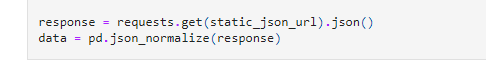 response = requests.get(static_json_url).json()
data = pd.json_normalize(response)